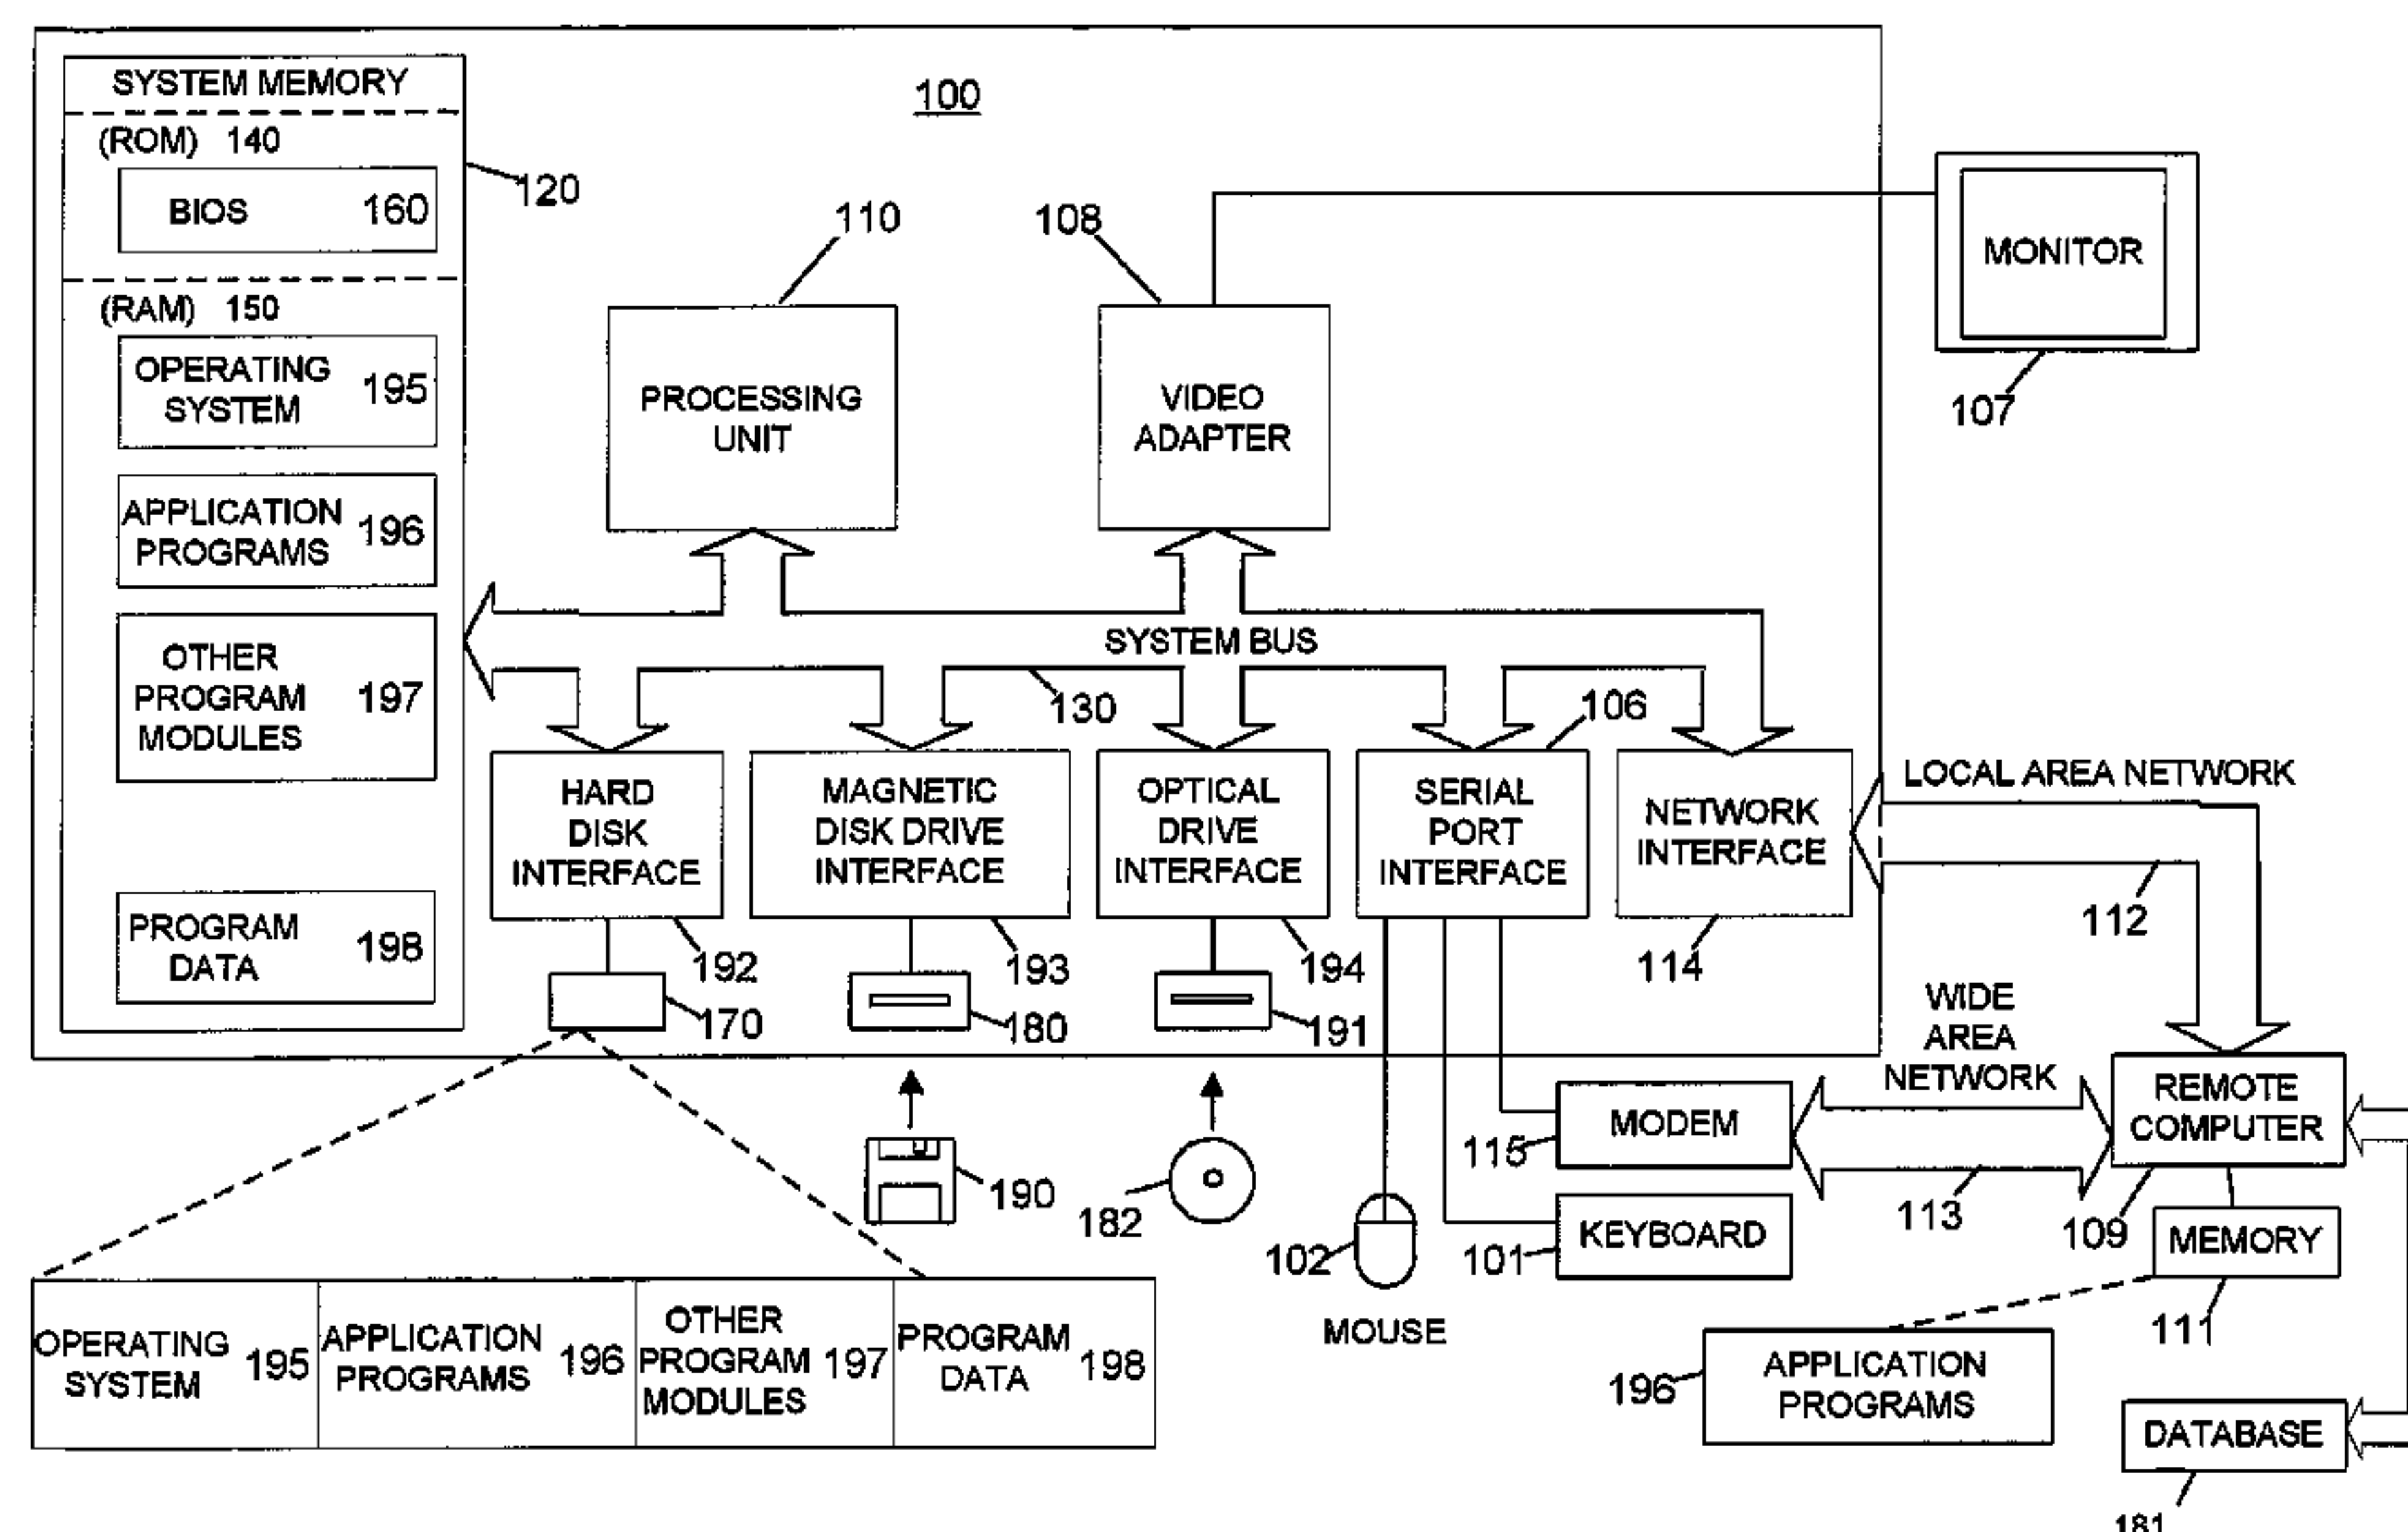 SYSTEM MEMORY
(ROM) 140
BIOS 160
(RAM) 150
OPERATING
SYSTEM
195
APPLICATION
PROGRAMS
196
OTHER
PROGRAM
MODULES
197
PROGRAM
DATA
198
120
100
110
PROCESSING
UNIT
108
VIDEO
ADAPTER
MONITOR
107
SYSTEM BUS
130
106
HARD
DISK
INTERFACE
192
170
MAGNETIC
DISK DRIVE
INTERFACE
193
180
OPTICAL
DRIVE
INTERFACE
194
191
SERIAL
PORT
INTERFACE
NETWORK
INTERFACE
114
LOCAL AREA NETWORK
112
WIDE
AREA
NETWORK
113
REMOTE
COMPUTER
109
MODEM
115
KEYBOARD
101
102
MOUSE
190
182
MEMORY
111
APPLICATION
PROGRAMS
196
DATABASE
181
OPERATING
SYSTEM
195
APPLICATION
PROGRAMS
196
OTHER
PROGRAM
MODULES
197
PROGRAM
DATA
198